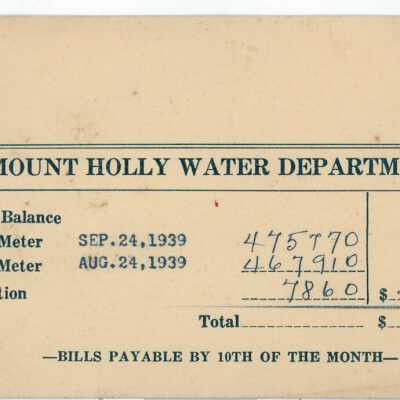 MOUNT HOLLY WATER DEPARTM
Balance
Meter SEP. 24, 1939 475770
Meter AUG. 24, 1939 467910
tion 7860 $
Total $
—BILLS PAYABLE BY 10TH OF THE MONTH—